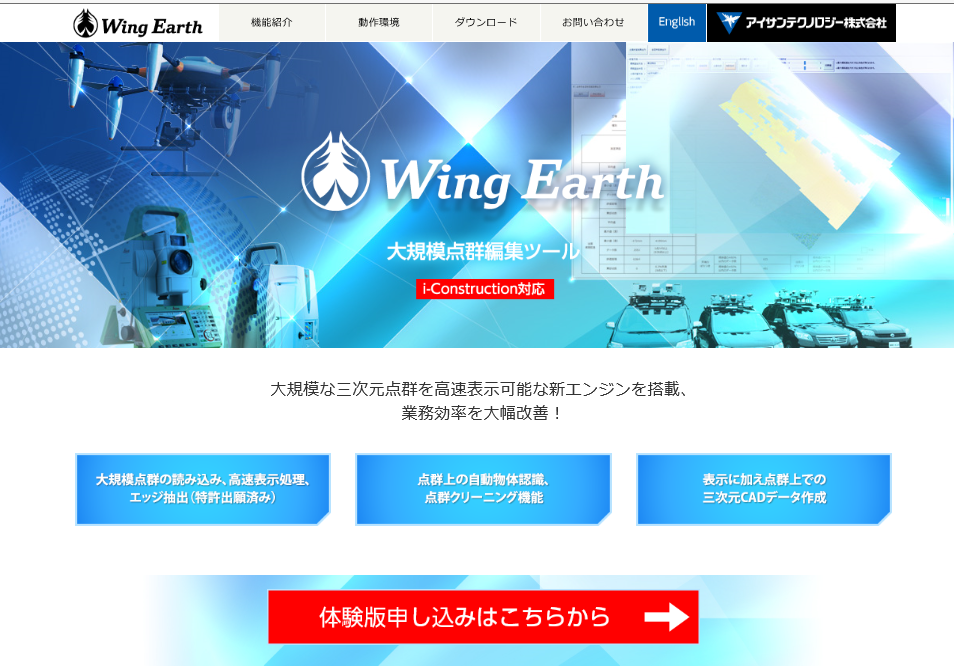 Wing Earth
機能紹介
動作環境
ダウンロード
お問い合わせ
English
アイサンテクノロジー株式会社
Wing Earth
大規模点群編集ツール
i-Construction対応
大規模な三次元点群を高速表示可能な新エンジンを搭載、
業務効率を大幅改善！
大規模点群の読み込み、高速表示処理、
エッジ抽出（特許出願済み）
点群上の自動物体認識、
点群クリーニング機能
表示に加え点群上での
三次元CADデータ作成
体験版申し込みはこちらから